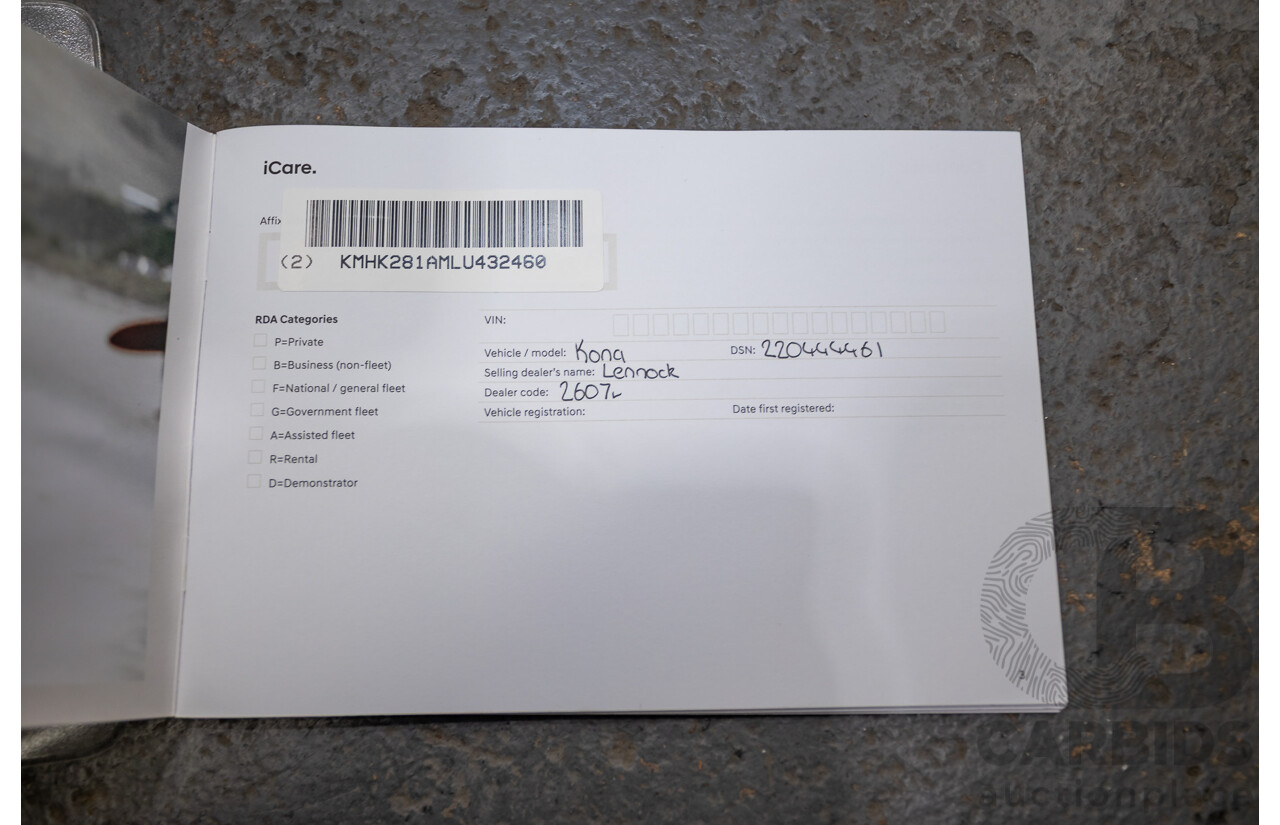 iCare.
Affix
(2) KMHK281AMLU432460
RDA Categories
P=Private
B=Business (non-fleet)
F=National / general fleet
G=Government fleet
A=Assisted fleet
R=Rental
D=Demonstrator
VIN:
Vehicle / model: Kona DSN: 220444461
Selling dealer's name: Lennock
Dealer code: 2607
Vehicle registration: Date first registered:
3
CARBIDS